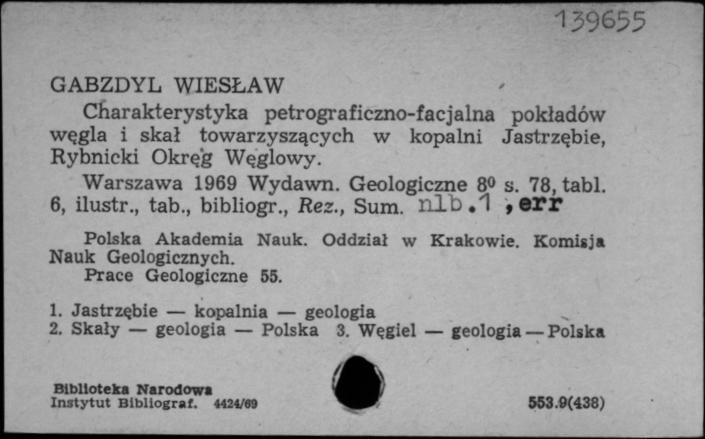 139655
GABZDYL WIESŁAW
Charakterystyka petrograficzno-facjalna pokładów
węgla i skał towarzyszących w kopalni Jastrzębie,
Rybnicki Okręg Węglowy.
Warszawa 1969 Wydawn. Geologiczne 8⁰ s. 78, tabl.
6, ilustr., tab., bibliogr., Rez., Sum. nlb.1 ,err
Polska Akademia Nauk. Oddział w Krakowie. Komisja
Nauk Geologicznych.
Prace Geologiczne 55.
1. Jastrzębie — kopalnia — geologia
2. Skały — geologia — Polska 3. Węgiel — geologia — Polska
Biblioteka Narodowa
Instytut Bibliograf. 4424/69
553.9(438)